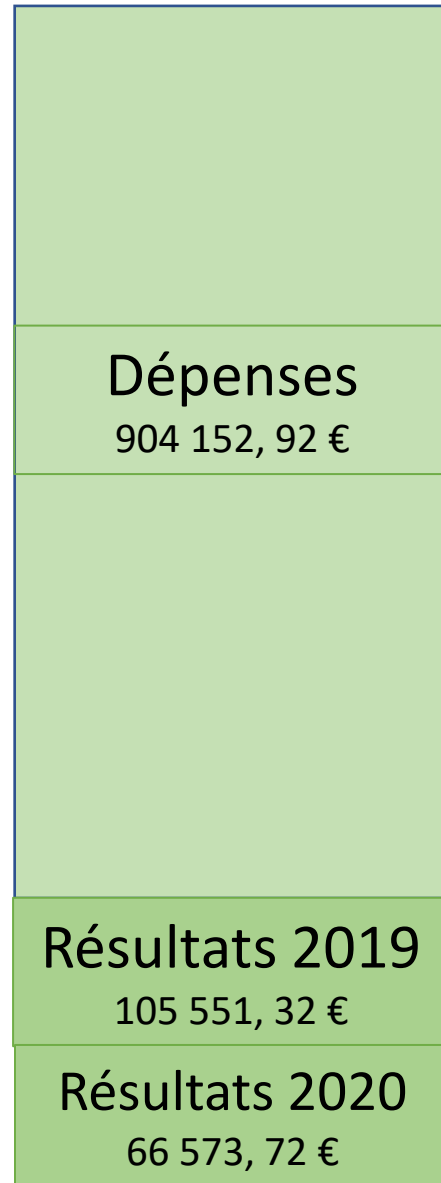 Dépenses
904 152, 92 €
Résultats 2019
105 551, 32 €
Résultats 2020
66 573, 72 €